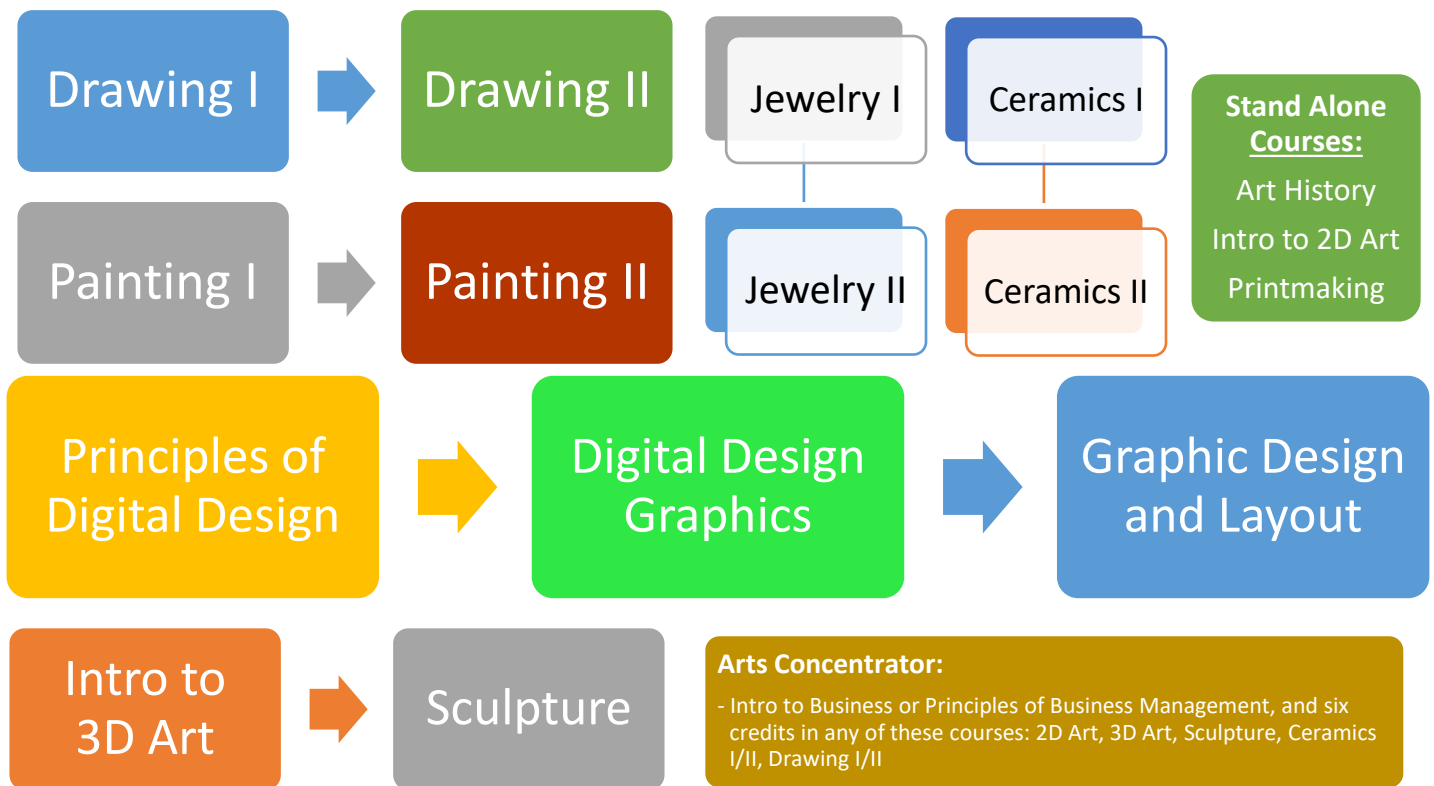 Drawing I
Drawing II
Jewelry I
Ceramics I
Stand Alone
Courses:
Art History
Intro to 2D Art
Printmaking
Painting I
Painting II
Jewelry II
Ceramics II
Principles of
Digital Design
Digital Design
Graphics
Graphic Design
and Layout
Intro to
3D Art
Sculpture
Arts Concentrator:
- Intro to Business or Principles of Business Management, and six
credits in any of these courses: 2D Art, 3D Art, Sculpture, Ceramics
I/II, Drawing I/II